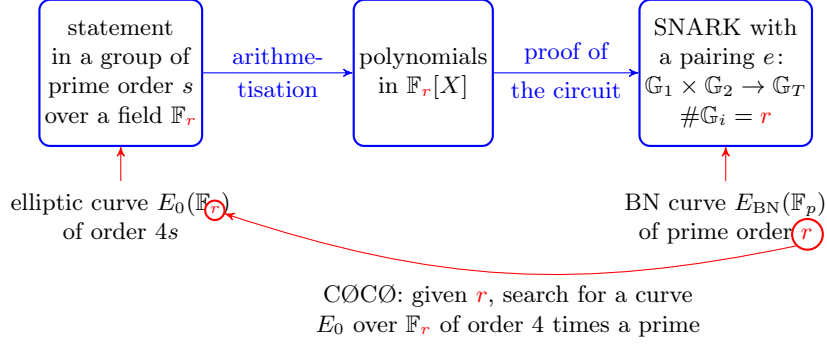 statement
in a group of
prime order s
over a field 𝔽r
arithme-
tisation
polynomials
in 𝔽r[X]
proof of
the circuit
SNARK with
a pairing e:
𝔾1 × 𝔾2 → 𝔾T
#𝔾i = r
elliptic curve E0(𝔽r)
of order 4s
BN curve EBN(𝔽p)
of prime order r
CØCØ: given r, search for a curve
E0 over 𝔽r of order 4 times a prime